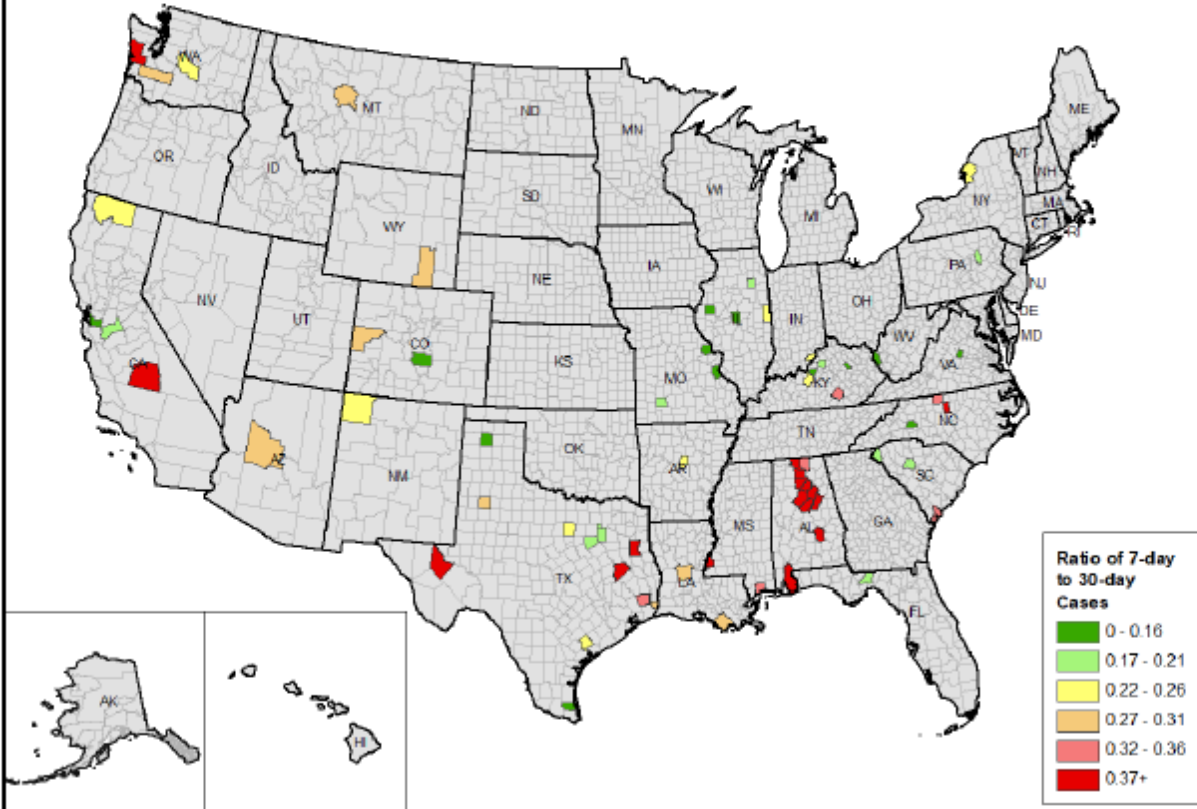 WA
MT
ND
MN
ME
OR
ID
SD
WI
VT
NH
NY
MA
CT
RI
WY
MI
IA
PA
NV
NE
IL
IN
OH
NJ
DE
MD
UT
CO
KS
MO
WV
VA
CA
KY
NC
TN
AZ
NM
OK
AR
SC
MS
AL
GA
TX
LA
FL
AK
HI
Ratio of 7-day
to 30-day
Cases
0 - 0.16
0.17 - 0.21
0.22 - 0.26
0.27 - 0.31
0.32 - 0.36
0.37+